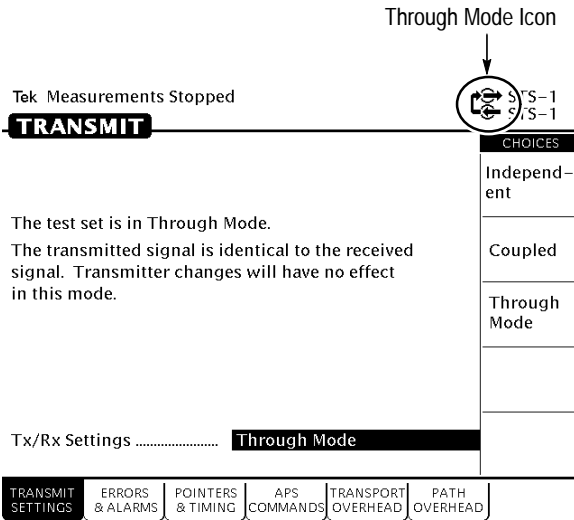 Through Mode Icon
Tek Measurements Stopped
STS–1
STS–1
TRANSMIT
CHOICES
Independ–
ent
The test set is in Through Mode.
The transmitted signal is identical to the received
signal. Transmitter changes will have no effect
in this mode.
Coupled
Through
Mode
Tx/Rx Settings ....................... Through Mode
TRANSMIT
SETTINGS
ERRORS
& ALARMS
POINTERS
& TIMING
APS
COMMANDS
TRANSPORT
OVERHEAD
PATH
OVERHEAD